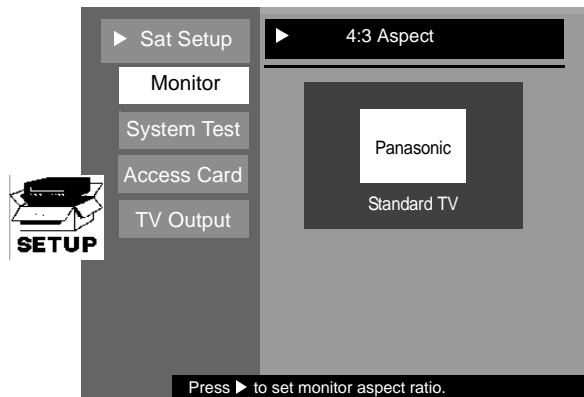 Sat Setup
Monitor
System Test
Access Card
TV Output
SETUP
4:3 Aspect
Panasonic
Standard TV
Press ▶ to set monitor aspect ratio.